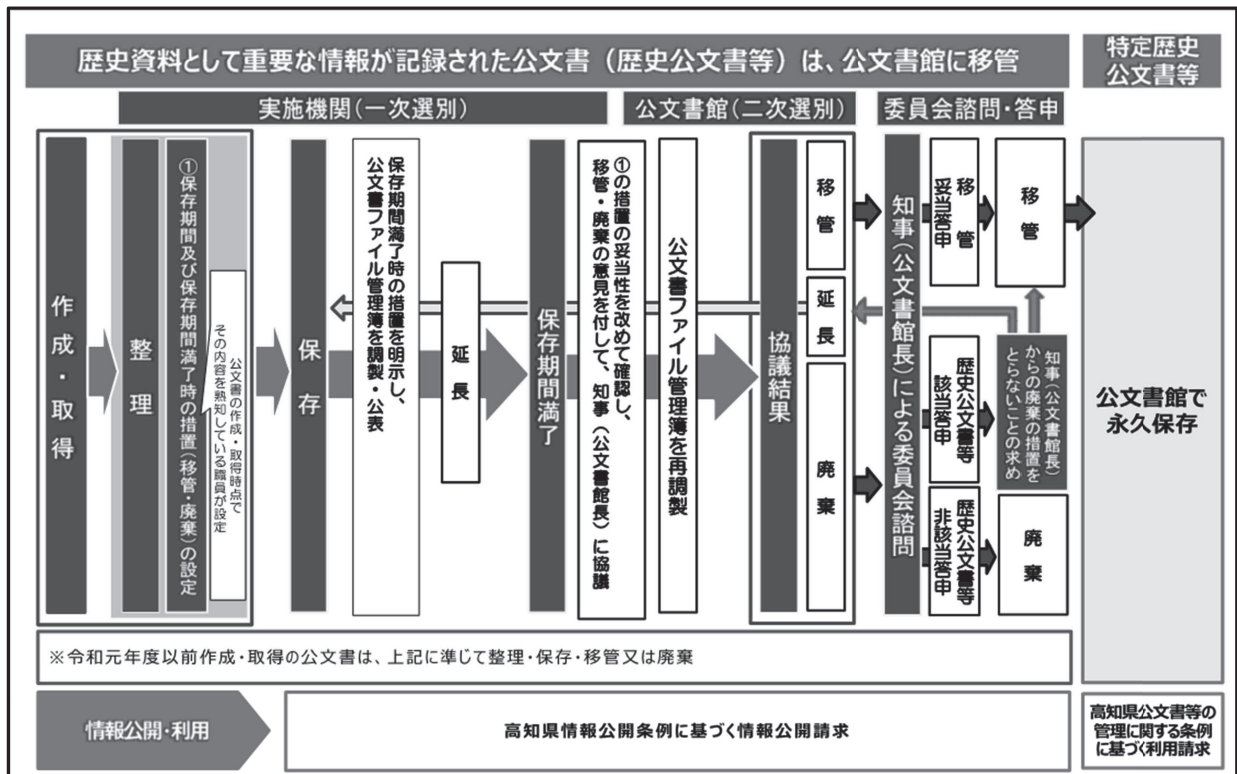 歴史資料として重要な情報が記録された公文書（歴史公文書等）は、公文書館に移管
特定歴史
公文書等
実施機関（一次選別）
公文書館（二次選別）
委員会諮問・答申
作成・取得
整理
①保存期間及び保存期間満了時の措置（移管・廃棄）の設定
公文書の作成・取得時点で
その内容を熟知している職員が設定
保存
保存期間満了時の措置を明示し、
公文書ファイル管理簿を調製・公表
延長
保存期間満了
①の措置の妥当性を改めて確認し、
移管・廃棄の意見を付して、知事（公文書館長）に協議
公文書ファイル管理簿を再調製
協議結果
移管
延長
廃棄
知事（公文書館長）による委員会諮問
移管
妥当答申
歴史公文書等
該当答申
歴史公文書等
非該当答申
移管
知事（公文書館長）
からの廃棄の措置を
とらないことの求め
廃棄
公文書館で
永久保存
※令和元年度以前作成・取得の公文書は、上記に準じて整理・保存・移管又は廃棄
情報公開・利用
高知県情報公開条例に基づく情報公開請求
高知県公文書等の
管理に関する条例
に基づく利用請求